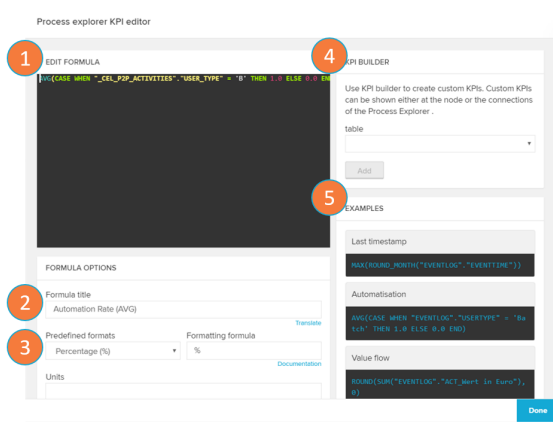 Process explorer KPI editor
1
EDIT FORMULA
AVG(CASE WHEN "_CEL_P2P_ACTIVITIES"."USER_TYPE" = 'B' THEN 1.0 ELSE 0.0 EN
FORMULA OPTIONS
2
Formula title
Automation Rate (AVG)
Translate
3
Predefined formats
Formatting formula
Percentage (%)
%
Documentation
Units
4
KPI BUILDER
Use KPI builder to create custom KPIs. Custom KPIs
can be shown either at the node or the connections
of the Process Explorer .
table
Add
5
EXAMPLES
Last timestamp
MAX(ROUND_MONTH("EVENTLOG"."EVENTTIME"))
Automatisation
AVG(CASE WHEN "EVENTLOG"."USERTYPE" = 'Ba
tch' THEN 1.0 ELSE 0.0 END)
Value flow
ROUND(SUM("EVENTLOG"."ACT_Wert in Euro"),
0)
Done